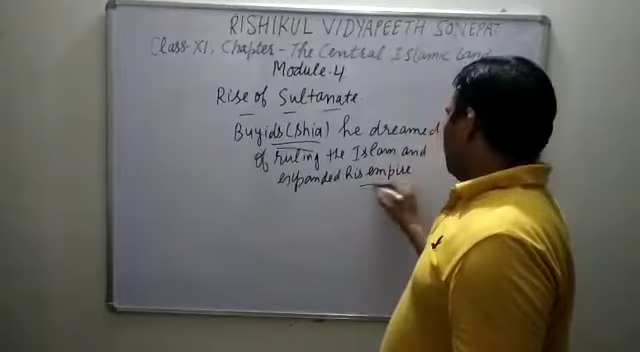 RISHIKUL VIDYAPEETH SONEPAT
Class-XI, Chapter- The Central Islamic Land
Module-4
Rise of Sultanate.
Buyids (Shia) he dreamed
of ruling the Islam and
expanded his empire